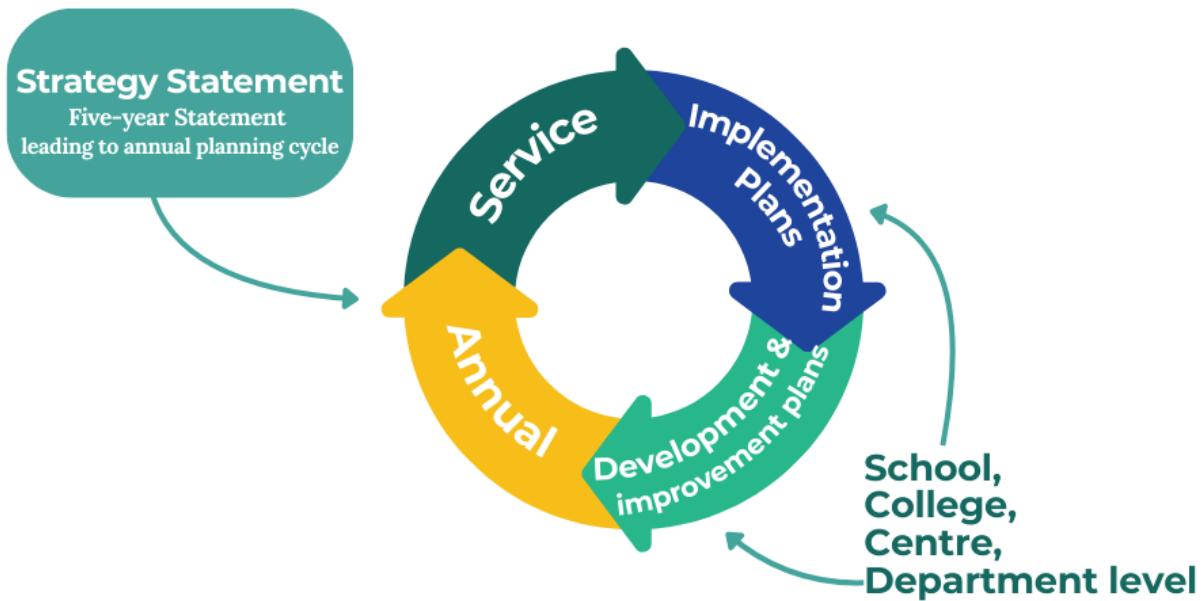 Strategy Statement
Five-year Statement
leading to annual planning cycle
Service
Implementation
Plans
Development &
improvement plans
Annual
School,
College,
Centre,
Department level